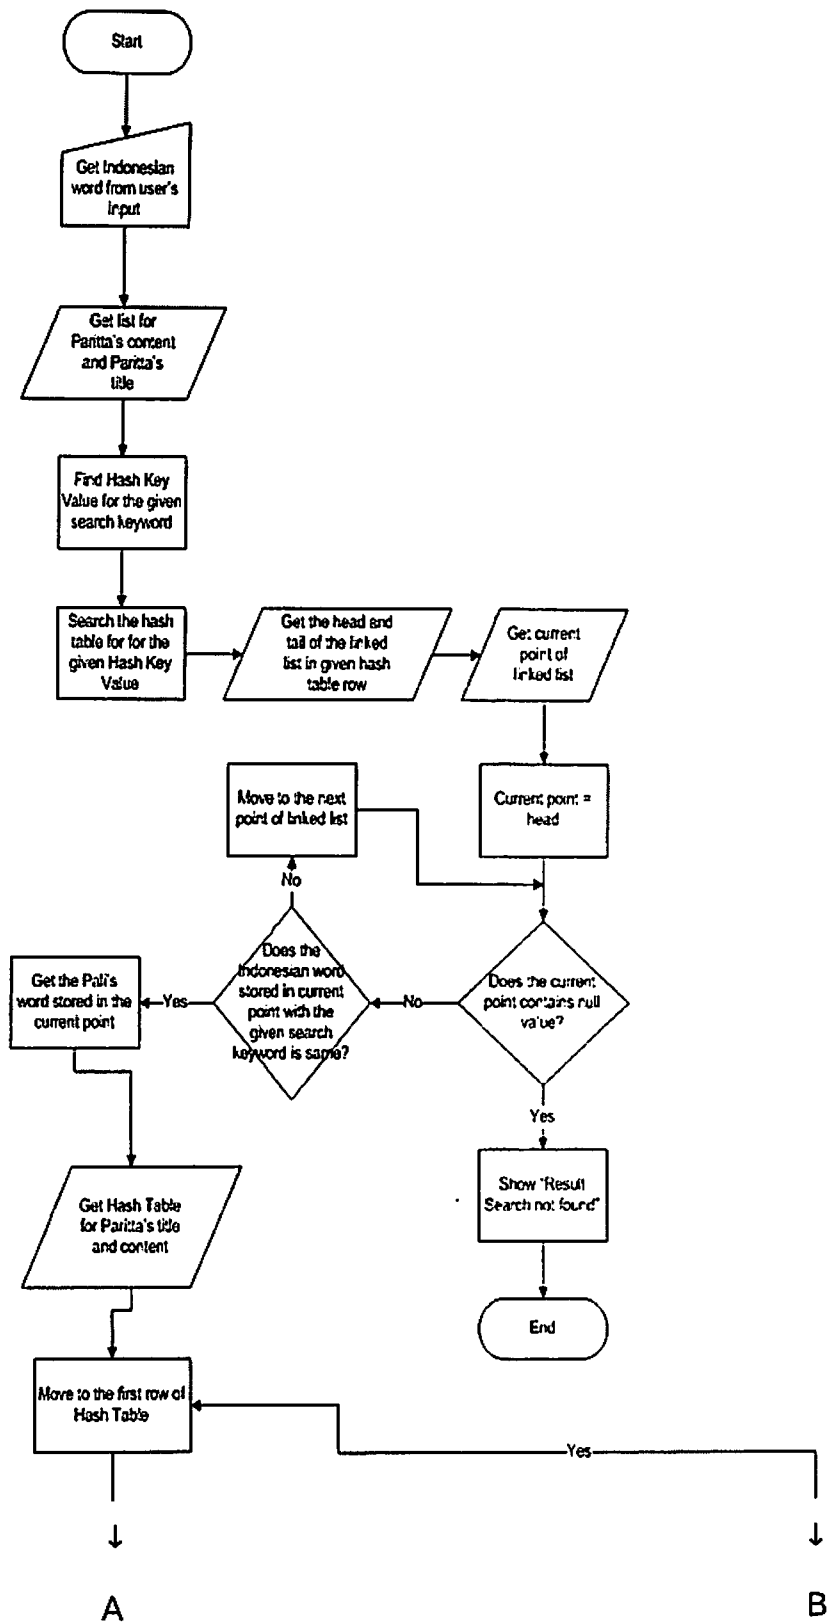 Start
Get Indonesian
word from user's
input
Get list for
Paritta's content
and Paritta's
title
Find Hash Key
Value for the given
search keyword
Search the hash
table for for the
given Hash Key
Value
Get the head and
tail of the linked
list in given hash
table row
Get current
point of
linked list
Current point =
head
Move to the next
point of linked list
No
Does the current
point contains null
value?
No
Does the
Indonesian word
stored in current
point with the
given search
keyword is same?
Yes
Get the Pali's
word stored in the
current point
Yes
Show "Result
Search not found"
End
Get Hash Table
for Paritta's title
and content
Move to the first row of
Hash Table
Yes
A
B